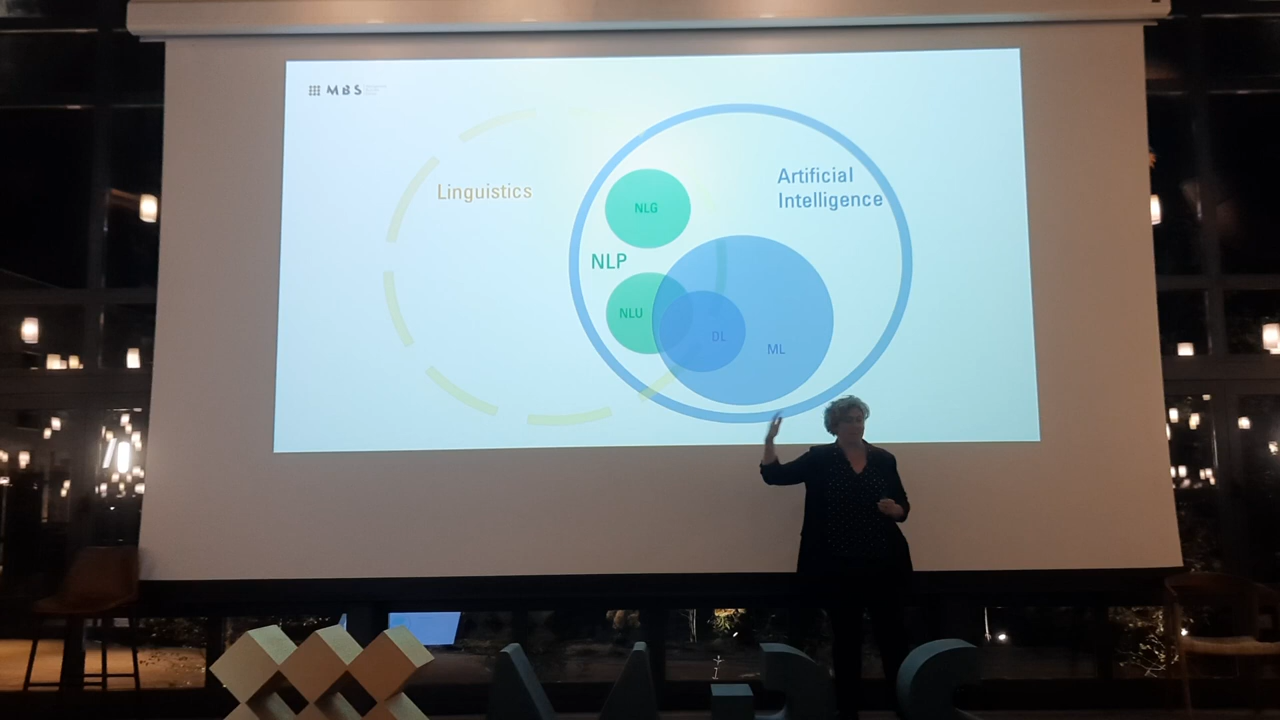 MBS
Linguistics
Artificial
Intelligence
NLG
NLP
NLU
DL
ML